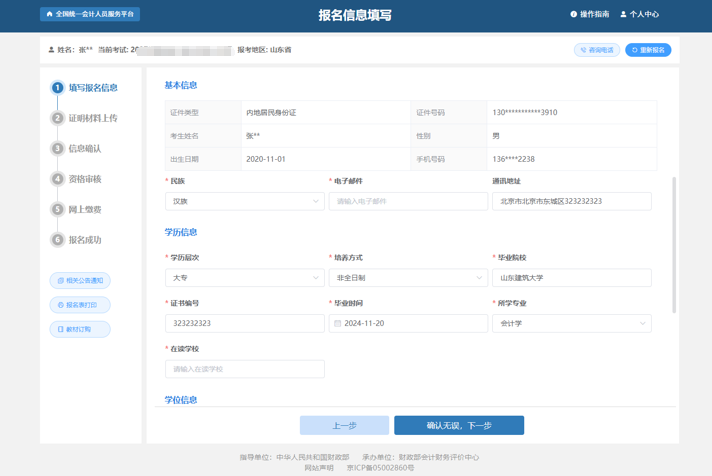 全国统一会计人员服务平台
报名信息填写
操作指南 个人中心
姓名: 张** 当前考试: 报考地区: 山东省
咨询电话 重新报名
1 填写报名信息
2 证明材料上传
3 信息确认
4 资格审核
5 网上缴费
6 报名成功
相关公告通知
报名表打印
教材订购
基本信息
证件类型 内地居民身份证 证件号码 130***********3910
考生姓名 张** 性别 男
出生日期 2020-11-01 手机号码 136****2238
* 民族 * 电子邮件 通讯地址
汉族 请输入电子邮件 北京市北京市东城区323232323
学历信息
* 学历层次 * 培养方式 * 毕业院校
大专 非全日制 山东建筑大学
* 证书编号 * 毕业时间 * 所学专业
323232323 2024-11-20 会计学
* 在读学校
请输入在读学校
学位信息
上一步 确认无误，下一步
指导单位：中华人民共和国财政部 承办单位：财政部会计财务评价中心
网站声明 京ICP备05002860号